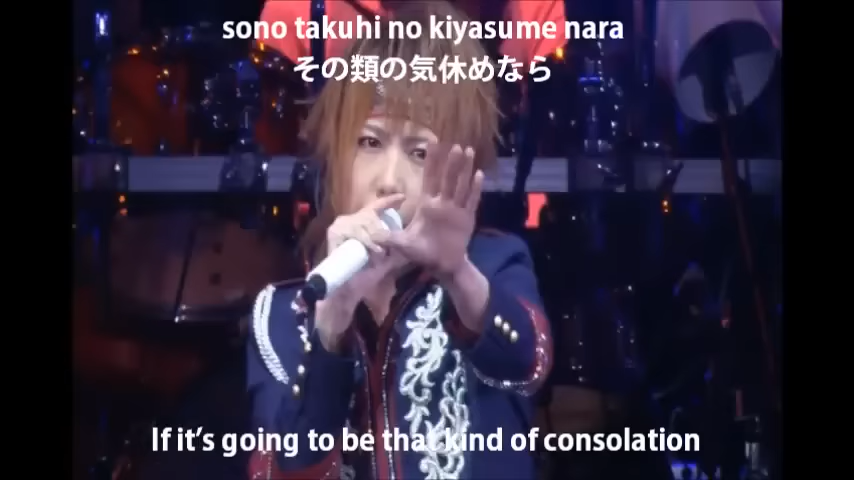 sono takuhi no kiyasume nara
その類の気休めなら
If it's going to be that kind of consolation